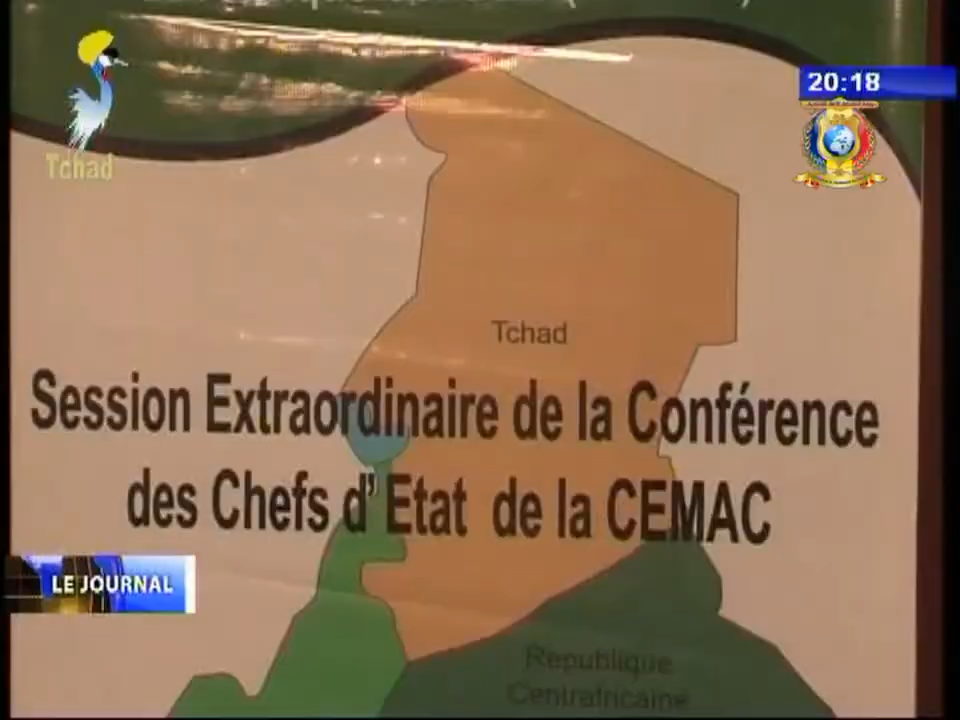 20:18
Tchad
Tchad
Session Extraordinaire de la Conférence
des Chefs d' Etat de la CEMAC
LE JOURNAL
Republique
Centrafricaine